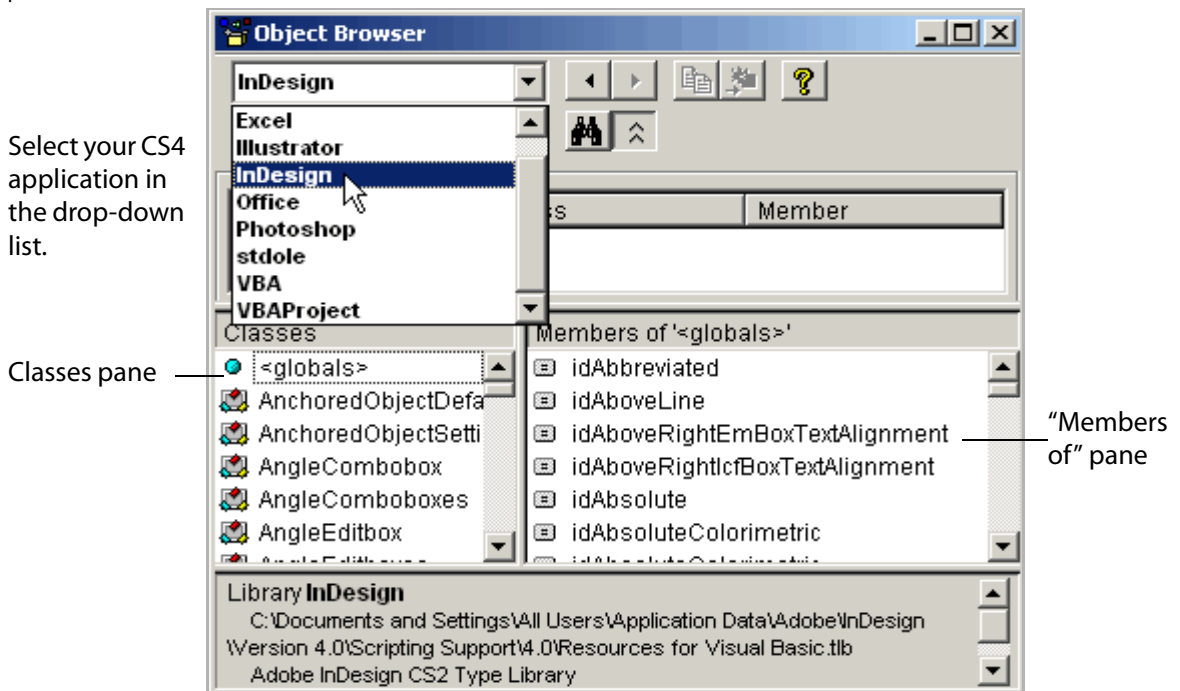 Object Browser
InDesign
Excel
Illustrator
InDesign
Office
Photoshop
stdole
VBA
VBAProject
Member
Select your CS4
application in
the drop-down
list.
Classes
Members of '<globals>'
Classes pane
<globals>
AnchoredObjectDefa
AnchoredObjectSetti
AngleCombobox
AngleComboboxes
AngleEditbox
idAbbreviated
idAboveLine
idAboveRightEmBoxTextAlignment
idAboveRightIcfBoxTextAlignment
idAbsolute
idAbsoluteColorimetric
"Members
of" pane
Library InDesign
C:\Documents and Settings\All Users\Application Data\Adobe\InDesign
\Version 4.0\Scripting Support\4.0\Resources for Visual Basic.tlb
Adobe InDesign CS2 Type Library